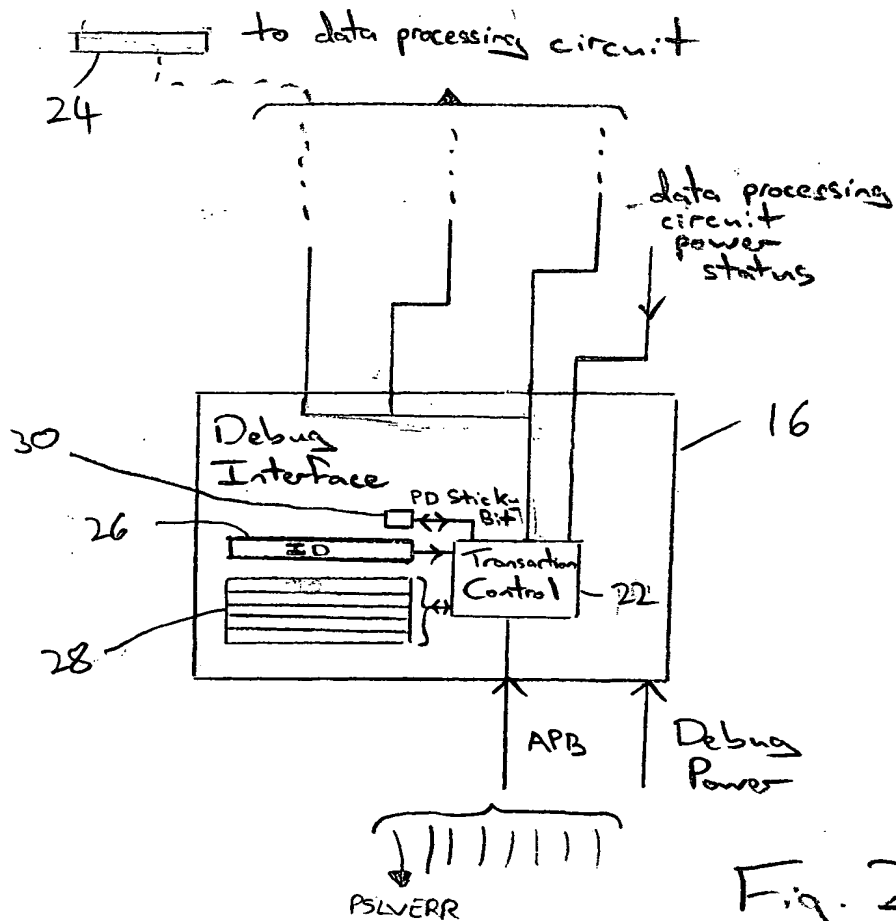 to data processing circuit
24
data processing
circuit
power
status
16
30
Debug
Interface
PD Sticky
Bit
26
ID
Transaction
Control
22
28
APB
Debug
Power
PSLVERR
Fig. 2